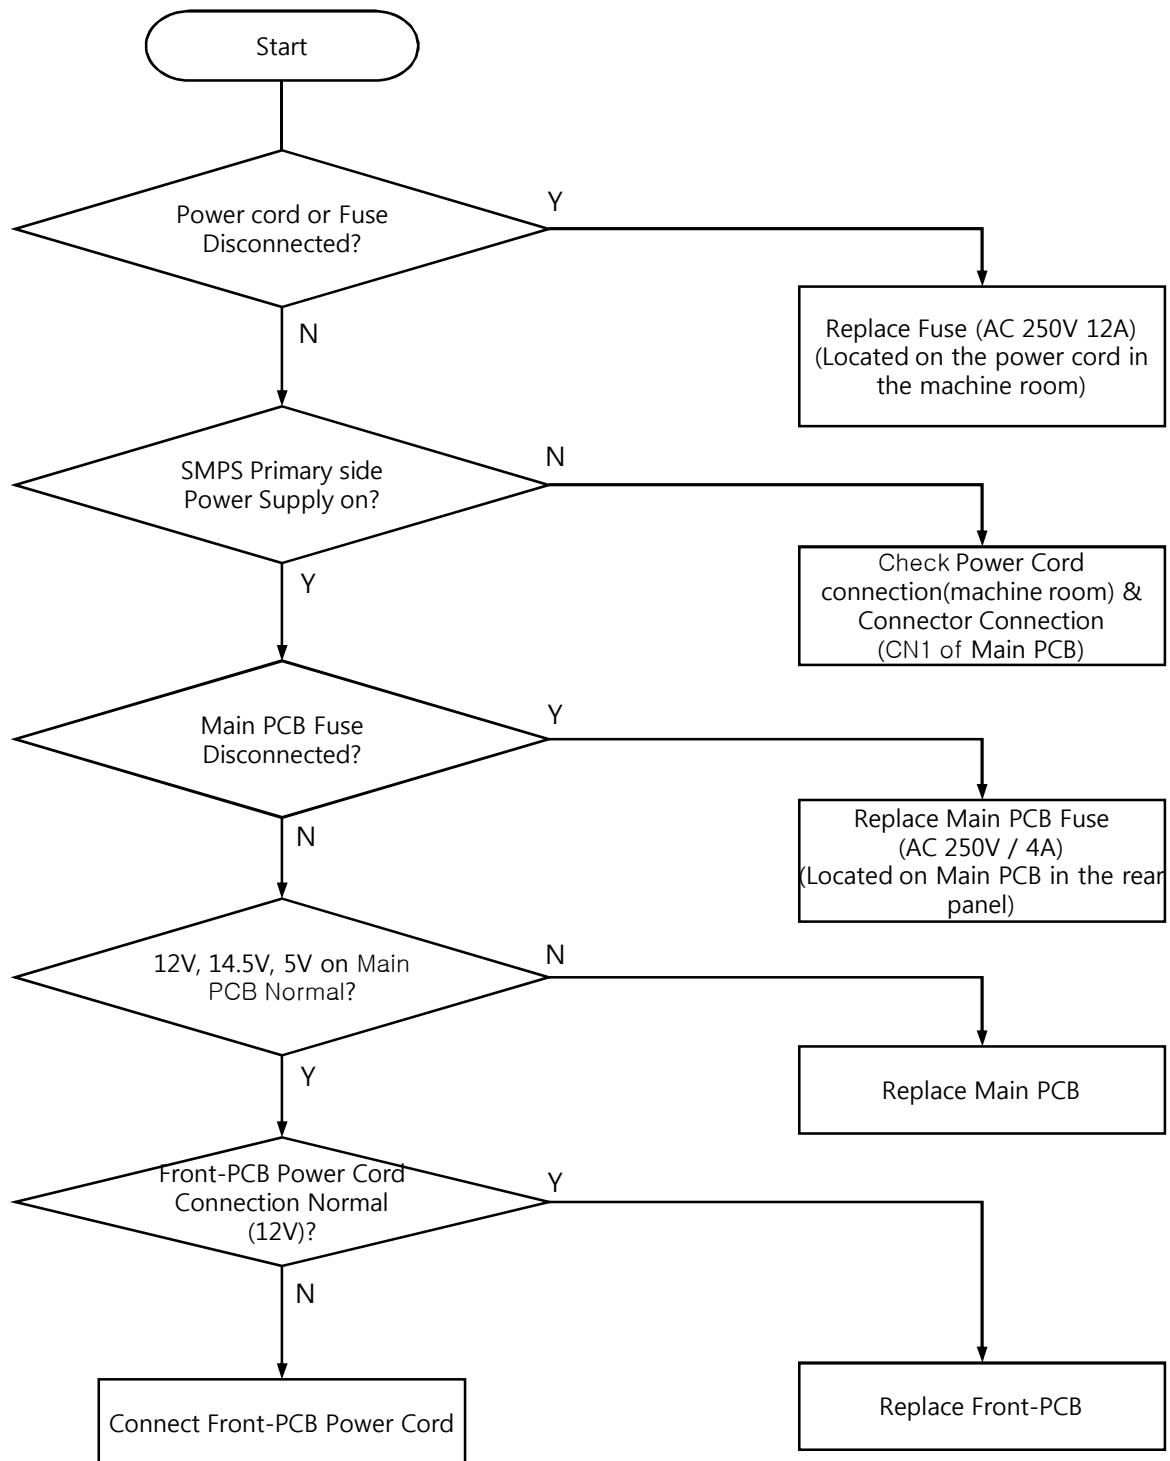 Start
Power cord or Fuse
Disconnected?
Y
N
Replace Fuse (AC 250V 12A)
(Located on the power cord in
the machine room)
SMPS Primary side
Power Supply on?
N
Y
Check Power Cord
connection(machine room) &
Connector Connection
(CN1 of Main PCB)
Main PCB Fuse
Disconnected?
Y
N
Replace Main PCB Fuse
(AC 250V / 4A)
(Located on Main PCB in the rear
panel)
12V, 14.5V, 5V on Main
PCB Normal?
N
Y
Replace Main PCB
Front-PCB Power Cord
Connection Normal
(12V)?
Y
N
Replace Front-PCB
Connect Front-PCB Power Cord